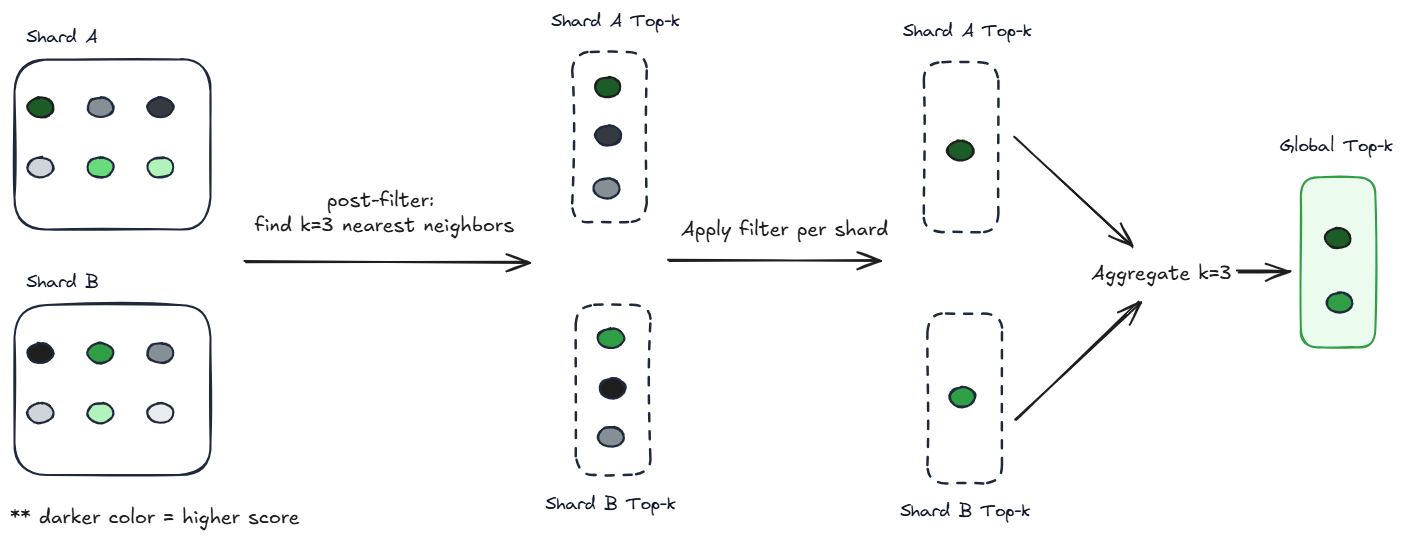 Shard A
Shard B
** darker color = higher score
post-filter:
find k=3 nearest neighbors
Shard A Top-k
Shard B Top-k
Apply filter per shard
Shard A Top-k
Shard B Top-k
Aggregate k=3
Global Top-k